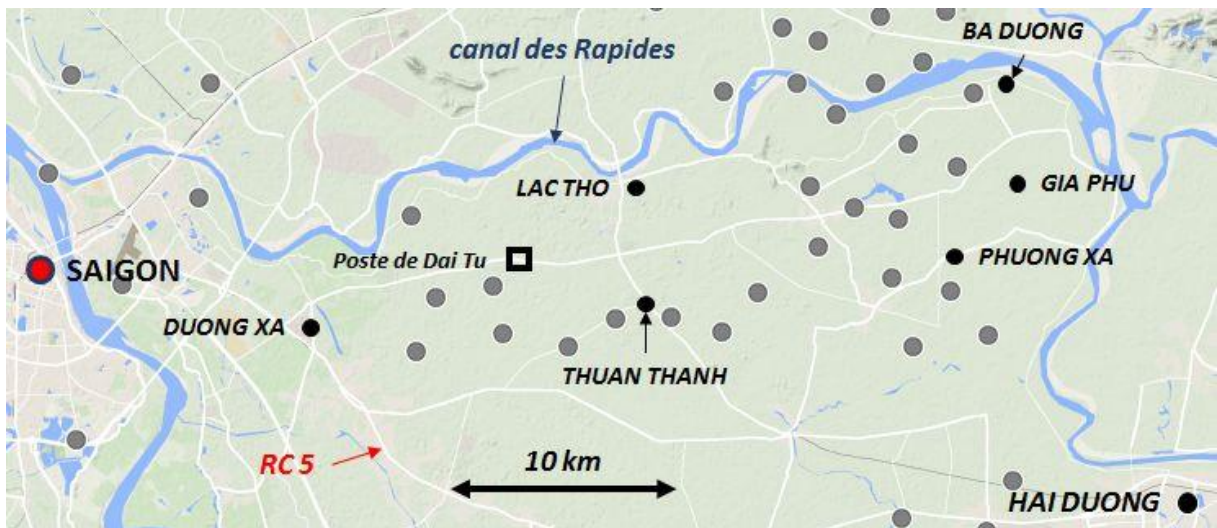 BA DUONG
canal des Rapides
LAC THO
GIA PHU
Poste de Dai Tu
PHUONG XA
SAIGON
DUONG XA
THUAN THANH
RC 5
10 km
HAI DUONG